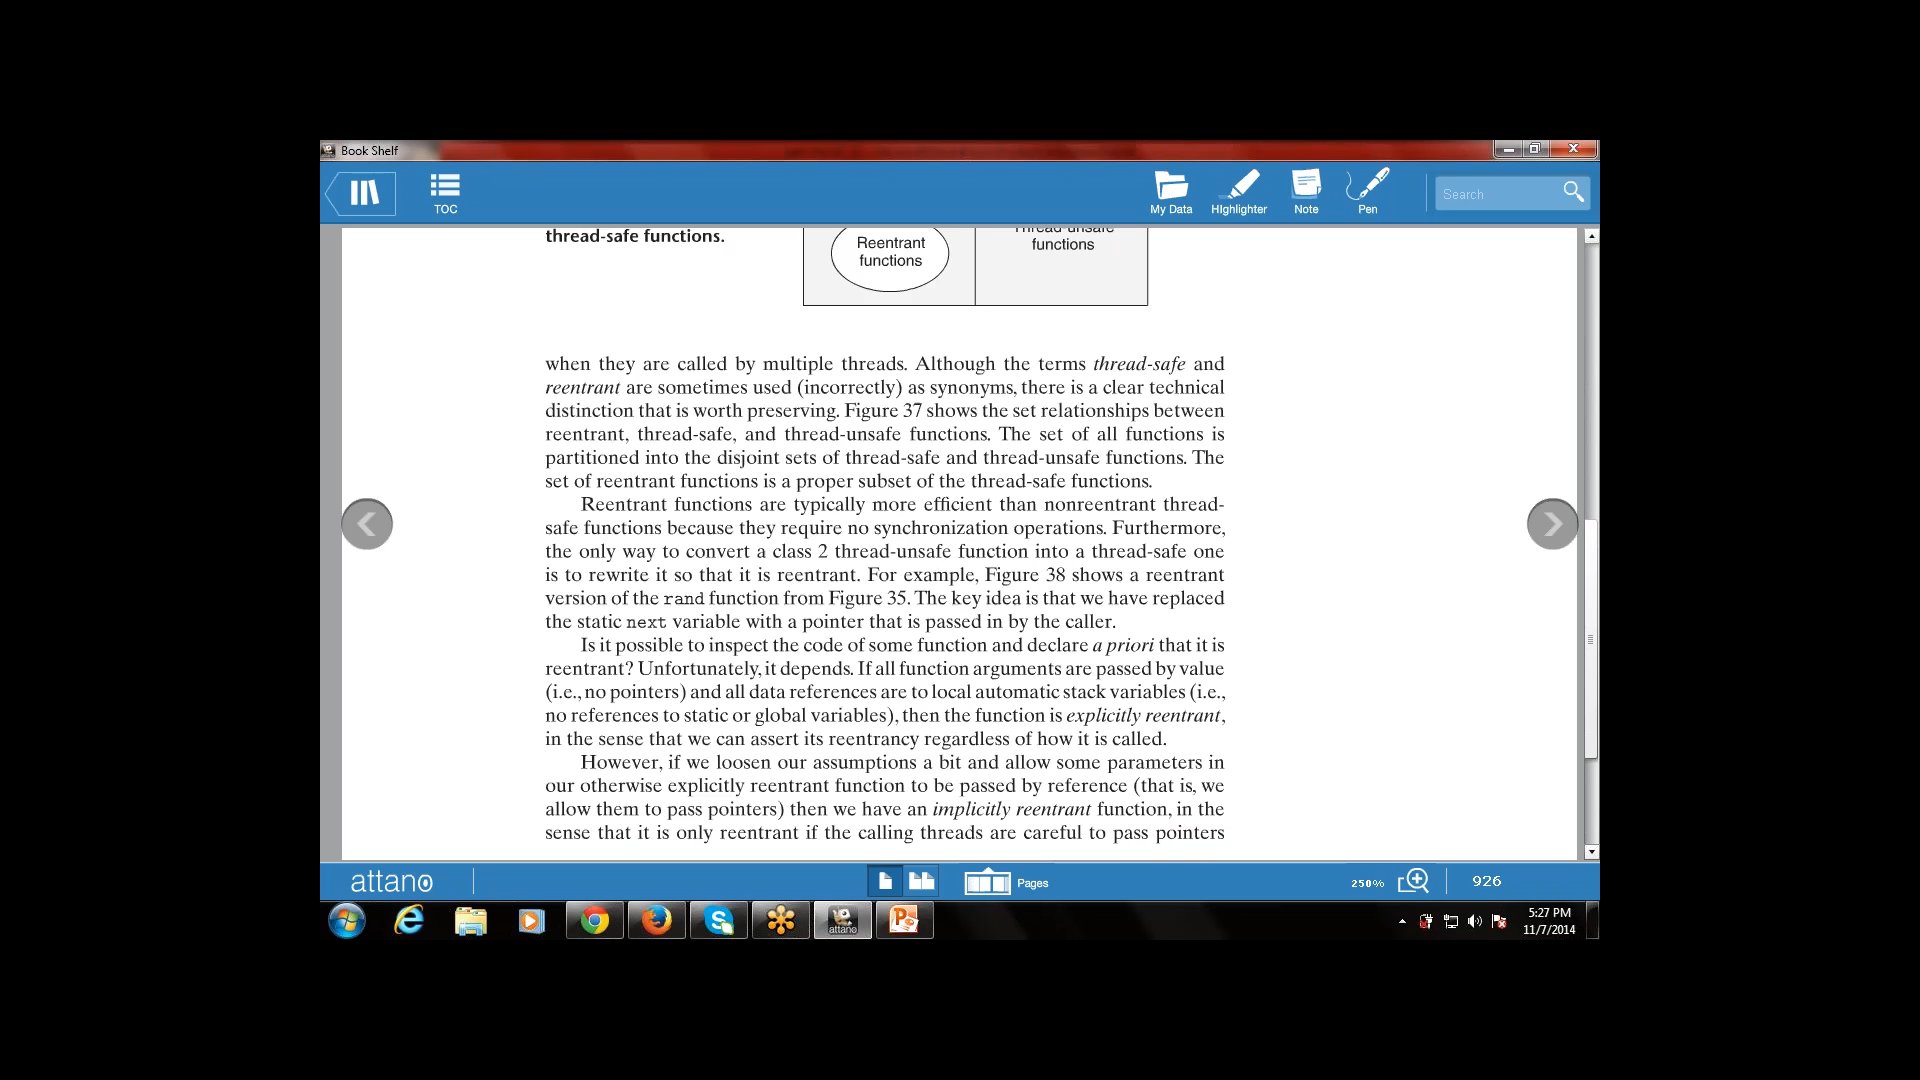 Book Shelf
TOC
My Data
HIghlighter
Note
Pen
Search
thread-safe functions.
Reentrant
functions
Thread-unsafe
functions
when they are called by multiple threads. Although the terms thread-safe and
reentrant are sometimes used (incorrectly) as synonyms, there is a clear technical
distinction that is worth preserving. Figure 37 shows the set relationships between
reentrant, thread-safe, and thread-unsafe functions. The set of all functions is
partitioned into the disjoint sets of thread-safe and thread-unsafe functions. The
set of reentrant functions is a proper subset of the thread-safe functions.
Reentrant functions are typically more efficient than nonreentrant thread-
safe functions because they require no synchronization operations. Furthermore,
the only way to convert a class 2 thread-unsafe function into a thread-safe one
is to rewrite it so that it is reentrant. For example, Figure 38 shows a reentrant
version of the rand function from Figure 35. The key idea is that we have replaced
the static next variable with a pointer that is passed in by the caller.
Is it possible to inspect the code of some function and declare a priori that it is
reentrant? Unfortunately, it depends. If all function arguments are passed by value
(i.e., no pointers) and all data references are to local automatic stack variables (i.e.,
no references to static or global variables), then the function is explicitly reentrant,
in the sense that we can assert its reentrancy regardless of how it is called.
However, if we loosen our assumptions a bit and allow some parameters in
our otherwise explicitly reentrant function to be passed by reference (that is, we
allow them to pass pointers) then we have an implicitly reentrant function, in the
sense that it is only reentrant if the calling threads are careful to pass pointers
attano
Pages
250%
926
attano
5:27 PM
11/7/2014